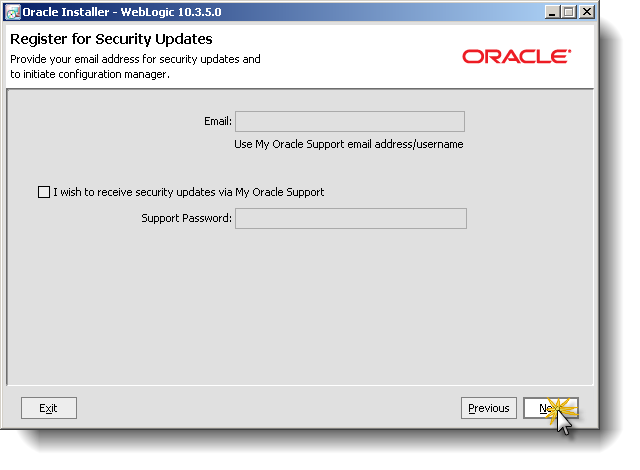 Oracle Installer - WebLogic 10.3.5.0
Register for Security Updates
Provide your email address for security updates and
to initiate configuration manager.
ORACLE
Email:
Use My Oracle Support email address/username
I wish to receive security updates via My Oracle Support
Support Password:
Exit
Previous